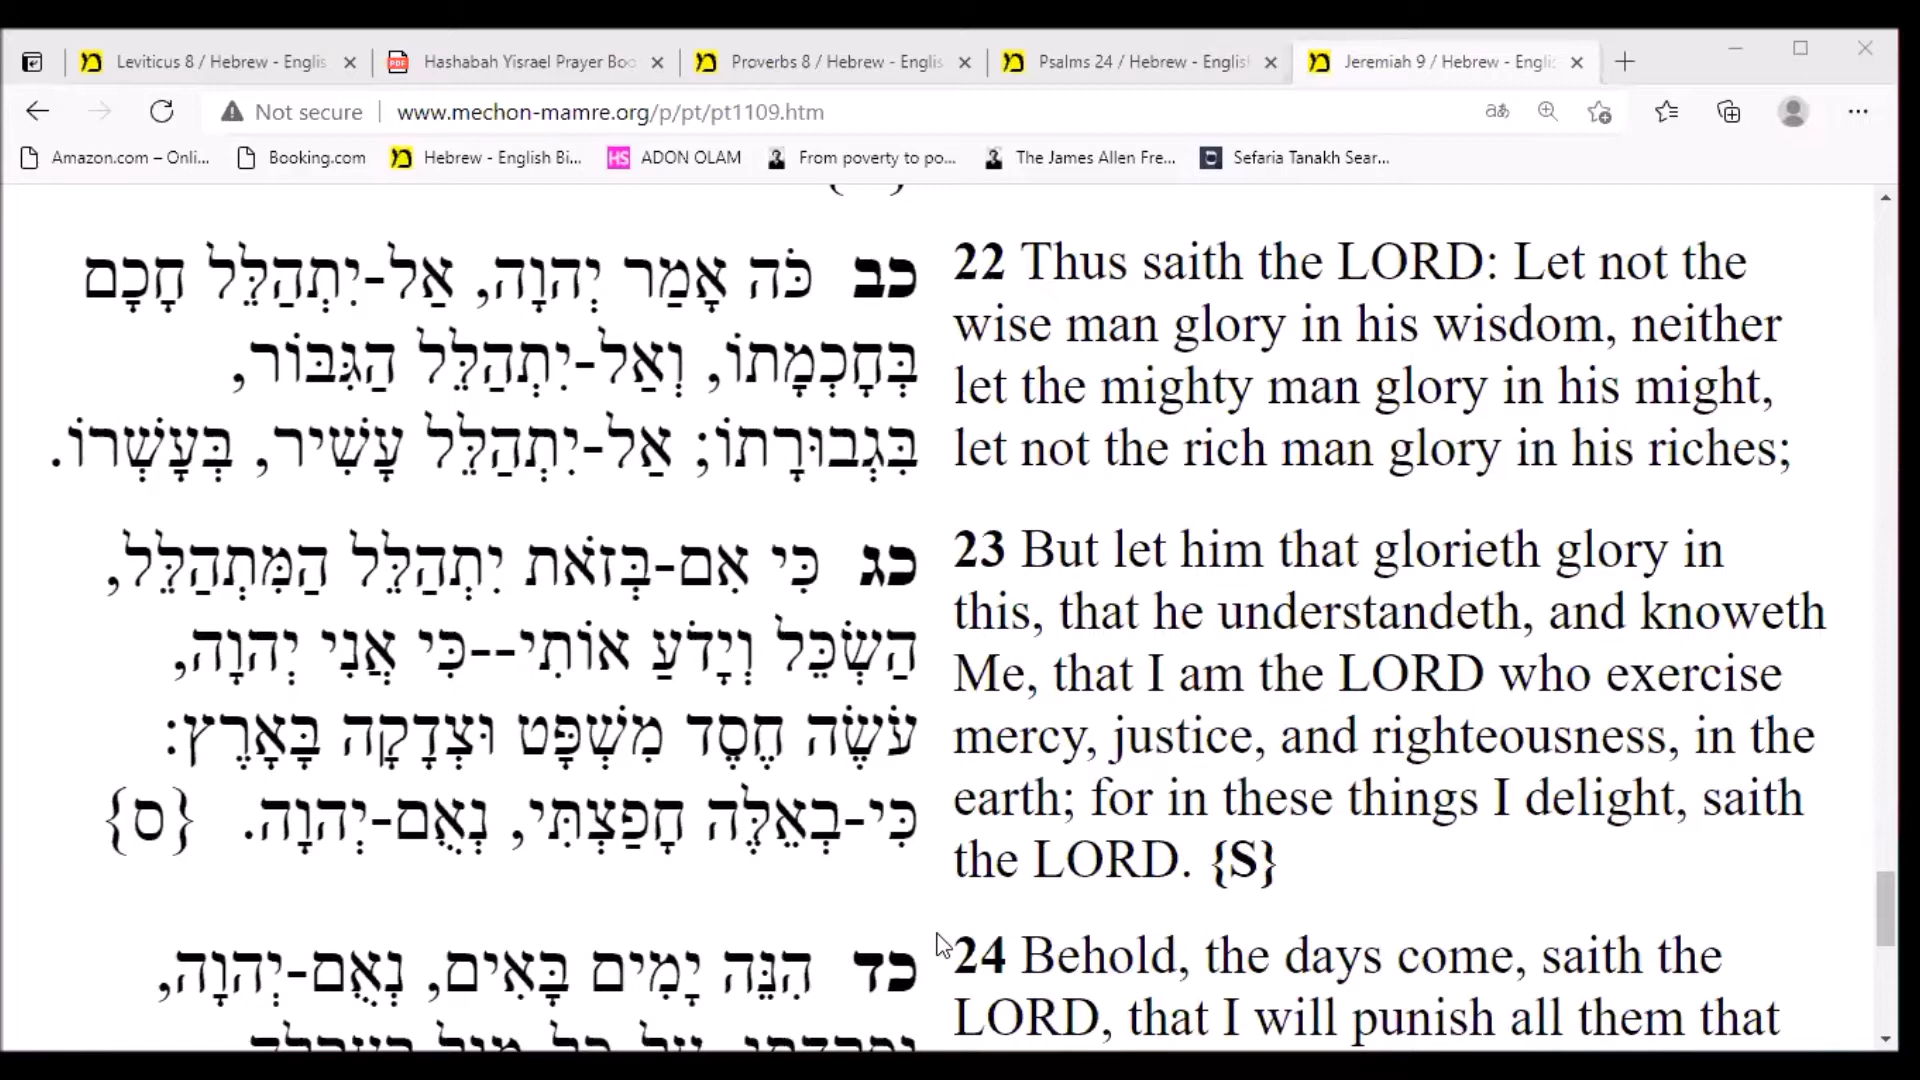 Leviticus 8 / Hebrew - Englis
Hashabah Yisrael Prayer Boo
Proverbs 8 / Hebrew - Englis
Psalms 24 / Hebrew - English
Jeremiah 9 / Hebrew - Englis
Not secure
www.mechon-mamre.org/p/pt/pt1109.htm
Amazon.com – Onli...
Booking.com
Hebrew - English Bi...
HS ADON OLAM
From poverty to po...
The James Allen Fre...
Sefaria Tanakh Sear...
כב כֹּה אָמַר יְהוָה, אַל-יִתְהַלֵּל חָכָם
בְּחָכְמָתוֹ, וְאַל-יִתְהַלֵּל הַגִּבּוֹר,
בִּגְבוּרָתוֹ; אַל-יִתְהַלֵּל עָשִׁיר, בְּעָשְׁרוֹ.
22 Thus saith the LORD: Let not the
wise man glory in his wisdom, neither
let the mighty man glory in his might,
let not the rich man glory in his riches;
כג כִּי אִם-בְּזֹאת יִתְהַלֵּל הַמִּתְהַלֵּל,
הַשְׂכֵּל וְיָדֹעַ אוֹתִי--כִּי אֲנִי יְהוָה,
עֹשֶׂה חֶסֶד מִשְׁפָּט וּצְדָקָה בָּאָרֶץ:
כִּי-בְאֵלֶּה חָפַצְתִּי, נְאֻם-יְהוָה. {ס}
23 But let him that glorieth glory in
this, that he understandeth, and knoweth
Me, that I am the LORD who exercise
mercy, justice, and righteousness, in the
earth; for in these things I delight, saith
the LORD. {S}
כד הִנֵּה יָמִים בָּאִים, נְאֻם-יְהוָה,
24 Behold, the days come, saith the
LORD, that I will punish all them that